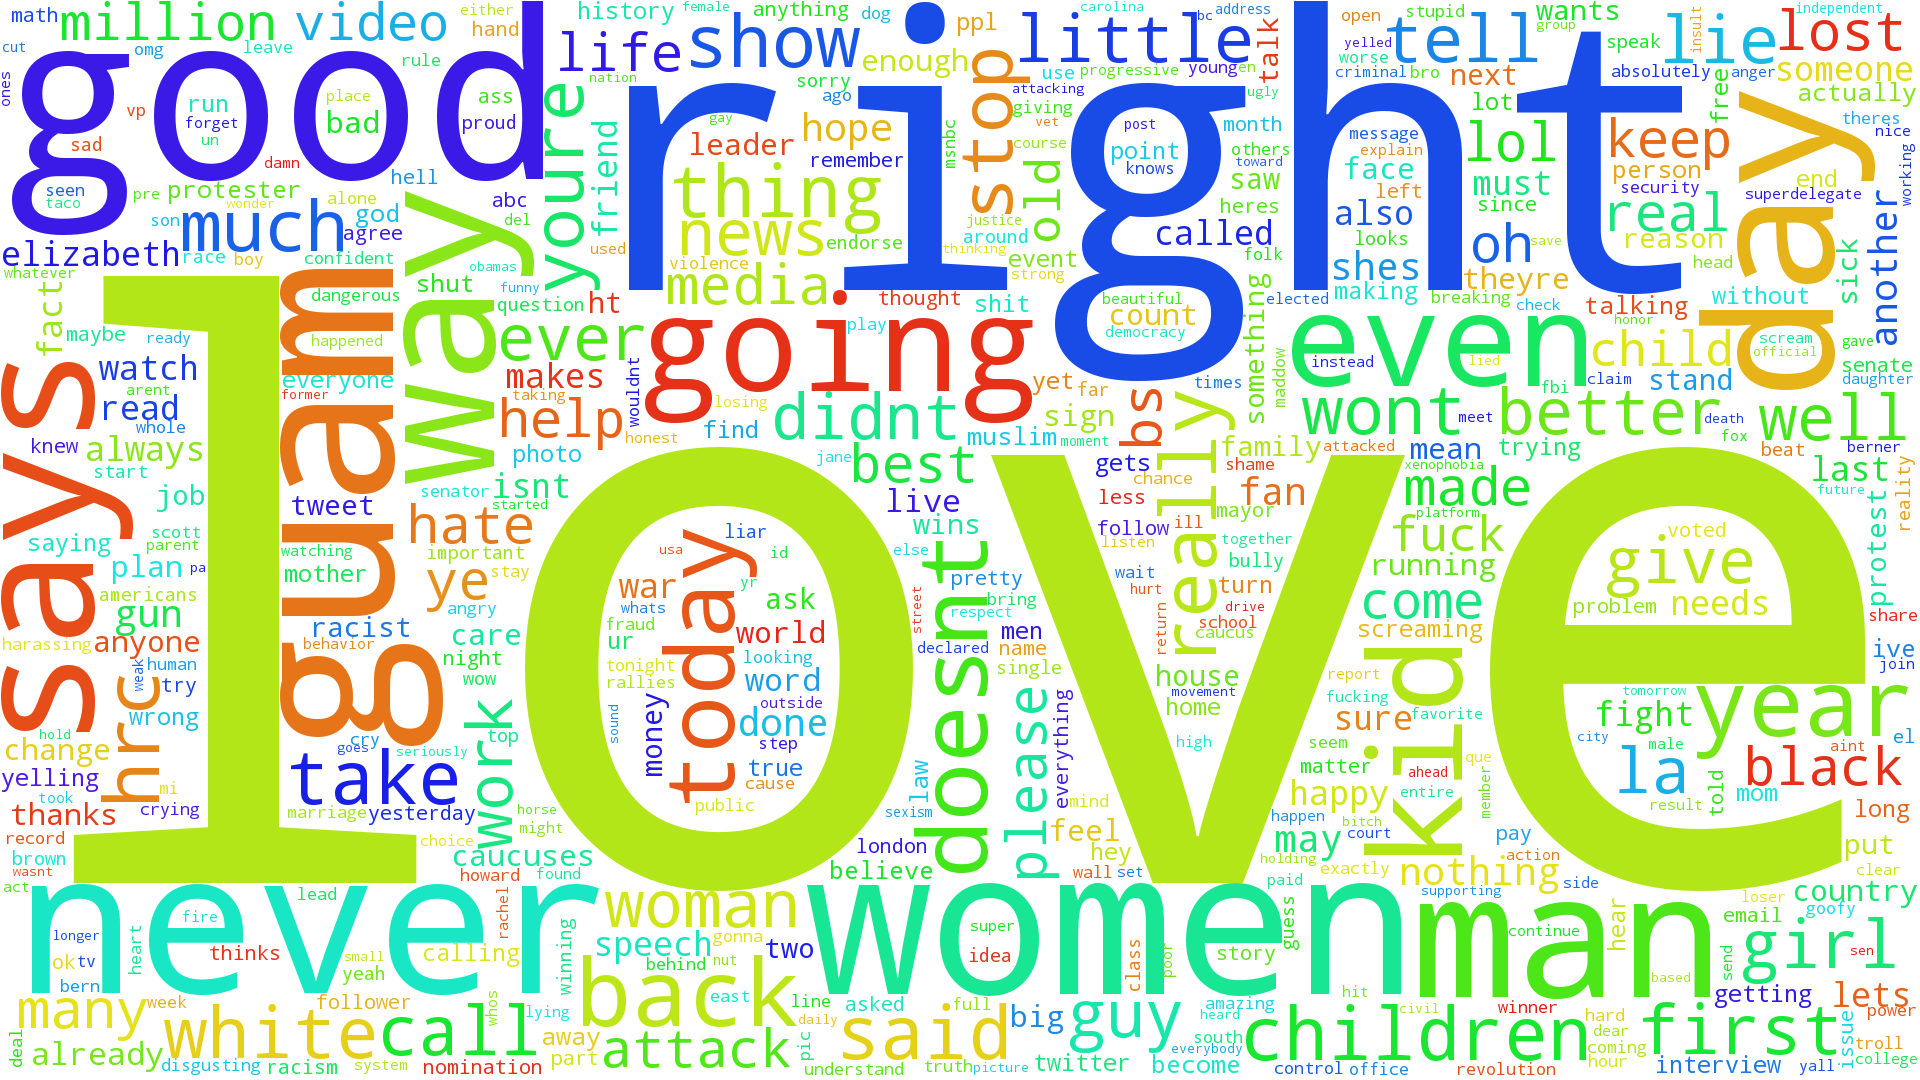 love
right
good
never
women
man
guam
says
way
going
day
even
back
children
white
call
said
first
year
kid
take
today
doesnt
didnt
much
show
little
tell
lie
lost
million
video
life
youre
thing
news
media
stop
ever
help
hate
ye
hrc
work
woman
attack
guy
girl
black
la
give
come
made
fuck
better
well
wont
real
keep
lol
oh
must
theyre
shes
also
face
called
saw
old
hope
leader
friend
enough
talk
someone
actually
wants
another
child
stand
really
something
best
isnt
live
wins
fan
family
sign
yet
bs
event
count
muslim
makes
find
photo
elizabeth
protester
bad
run
god
agree
hell
abc
ass
proud
history
anything
ppl
dog
math
omg
hand
either
leave
rule
cut
ones
vp
sad
seen
taco
forget
un
place
damn
pre
son
wonder
alone
race
boy
confident
whatever
fact
maybe
ready
happened
dangerous
shut
question
funny
obamas
del
used
ht
thought
shit
play
violence
endorse
remember
gay
msnbc
sorry
ago
nation
female
carolina
bc
address
use
progressive
young
en
attacking
giving
ugly
vet
course
post
point
knows
month
others
toward
heres
justice
around
thinking
strong
folk
beautiful
democracy
elected
making
message
explain
left
looks
since
lot
next
open
yelled
worse
criminal
bro
stupid
speak
group
insult
independent
absolutely
anger
free
theres
nice
working
person
security
end
superdelegate
reason
head
save
without
sick
talking
breaking
check
honor
scream
official
gave
senate
daughter
claim
fbi
instead
lied
times
maddow
far
wouldnt
taking
losing
honest
former
everyone
watch
arent
read
whole
knew
always
start
job
tweet
senator
started
jane
moment
gets
chance
less
follow
shame
attacked
mean
trying
meet
death
fox
beat
berner
last
future
reality
xenophobia
platform
mayor
ill
listen
together
bully
wait
hurt
turn
drive
school
caucus
return
running
screaming
voted
problem
needs
protest
share
ive
join
saying
scott
parent
plan
pa
americans
gun
anyone
harassing
human
weak
try
wrong
hold
change
yelling
took
mi
crying
thanks
record
brown
wasnt
act
watching
mother
racist
behavior
important
stay
angry
care
night
wow
cry
goes
seriously
top
yesterday
marriage
choice
horse
might
caucuses
howard
found
liar
usa
id
yr
war
whats
ask
fraud
ur
world
tonight
rallies
looking
word
outside
sound
done
money
step
true
cause
public
else
pretty
bring
respect
street
men
declared
name
single
please
everything
law
sexism
london
believe
mind
feel
hey
wall
set
house
movement
home
high
happy
happen
bitch
court
may
holding
paid
exactly
report
fucking
favorite
sure
seem
matter
que
ahead
entire
member
pay
action
nothing
supporting
side
fight
tomorrow
city
male
aint
el
told
result
mom
long
put
clear
country
loser
email
goofy
hear
continue
send
sen
based
getting
lets
winner
power
hard
dear
coming
hour
issue
troll
college
interview
yall
revolution
civil
hit
office
control
story
guess
class
poor
amazing
heard
south
everybody
become
twitter
big
full
asked
idea
super
two
line
daily
understand
truth
picture
pic
east
nut
gonna
behind
speech
winning
rachel
calling
small
yeah
follower
whos
lying
away
part
nomination
system
racism
disgusting
already
many
week
deal
bern
ok
tv
longer
heart
fire
lead
thinks